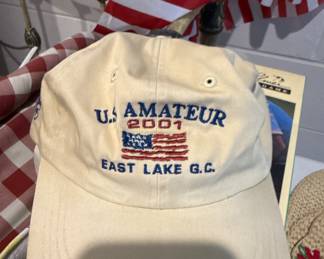 U.S. AMATEUR
2001
EAST LAKE G.C.